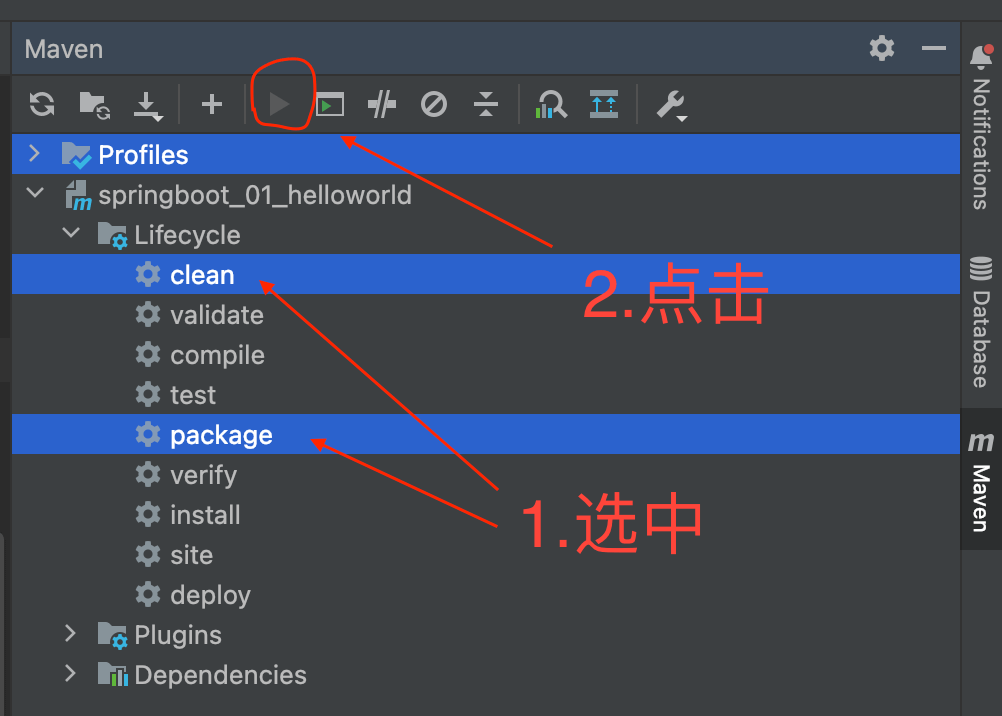 Maven
Profiles
springboot_01_helloworld
Lifecycle
clean
validate
compile
test
package
verify
install
site
deploy
Plugins
Dependencies
2.点击
1.选中
Notifications
Database
m
Maven